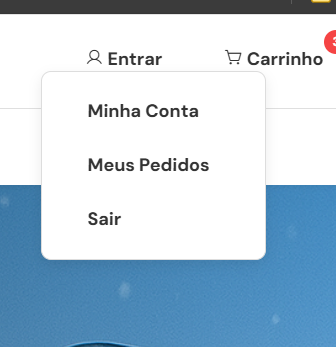 Entrar
Carrinho
Minha Conta
Meus Pedidos
Sair